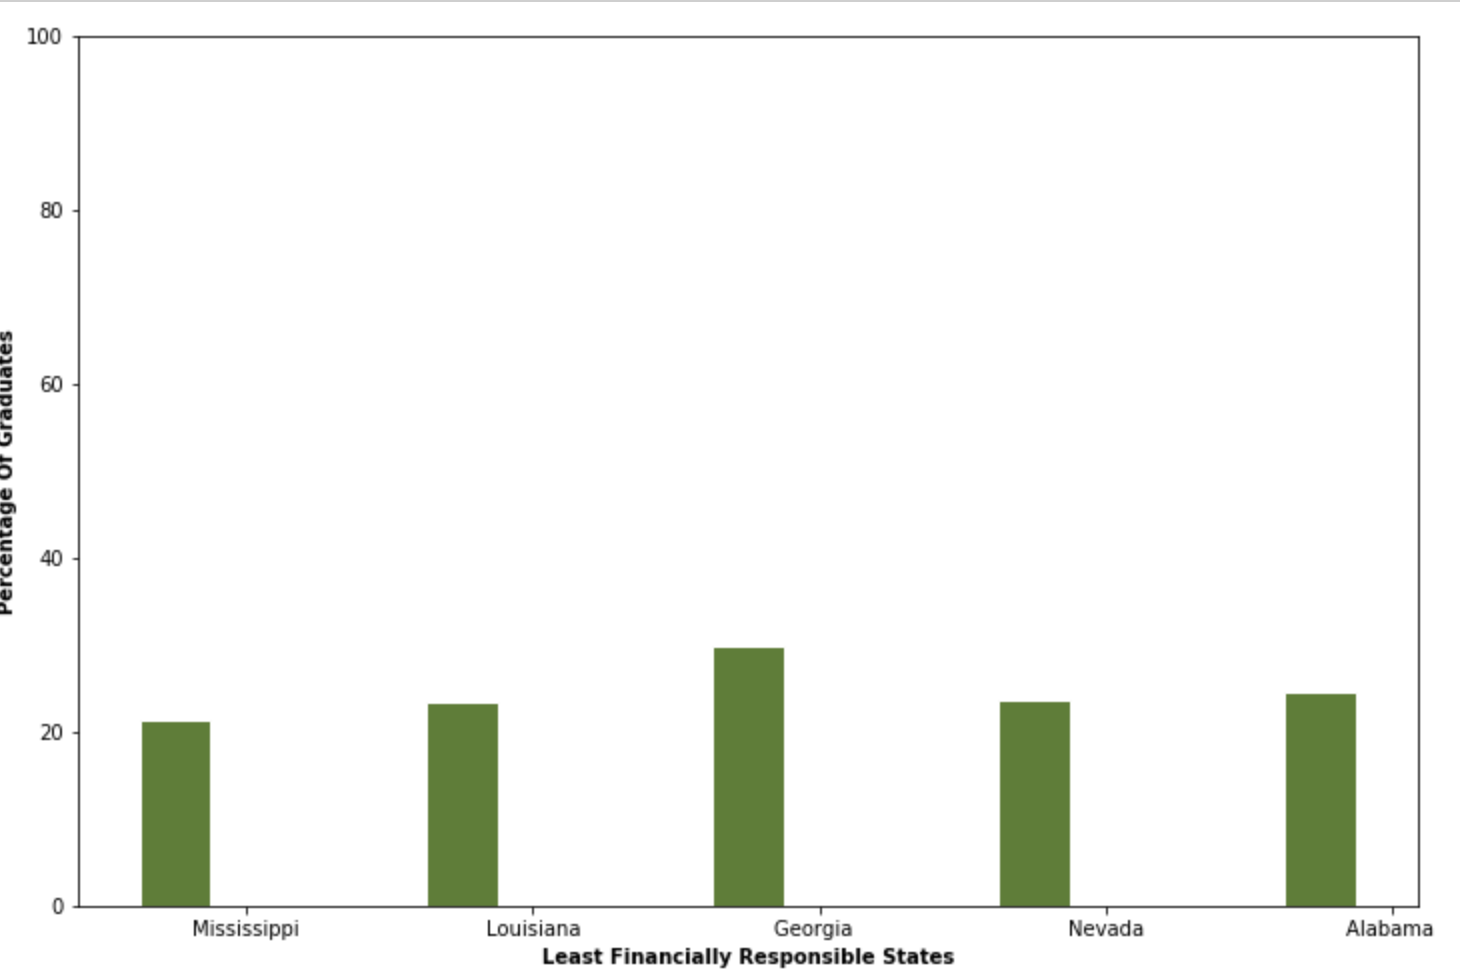 100
80
60
40
20
0
Percentage Of Graduates
Mississippi Louisiana Georgia Nevada Alabama
Least Financially Responsible States